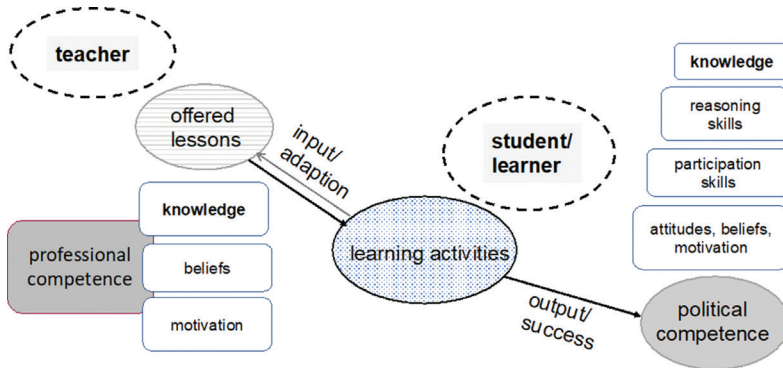 teacher
offered
lessons
input/
adaption
student/
learner
knowledge
reasoning
skills
participation
skills
attitudes, beliefs,
motivation
professional
competence
knowledge
beliefs
motivation
learning activities
output/
success
political
competence